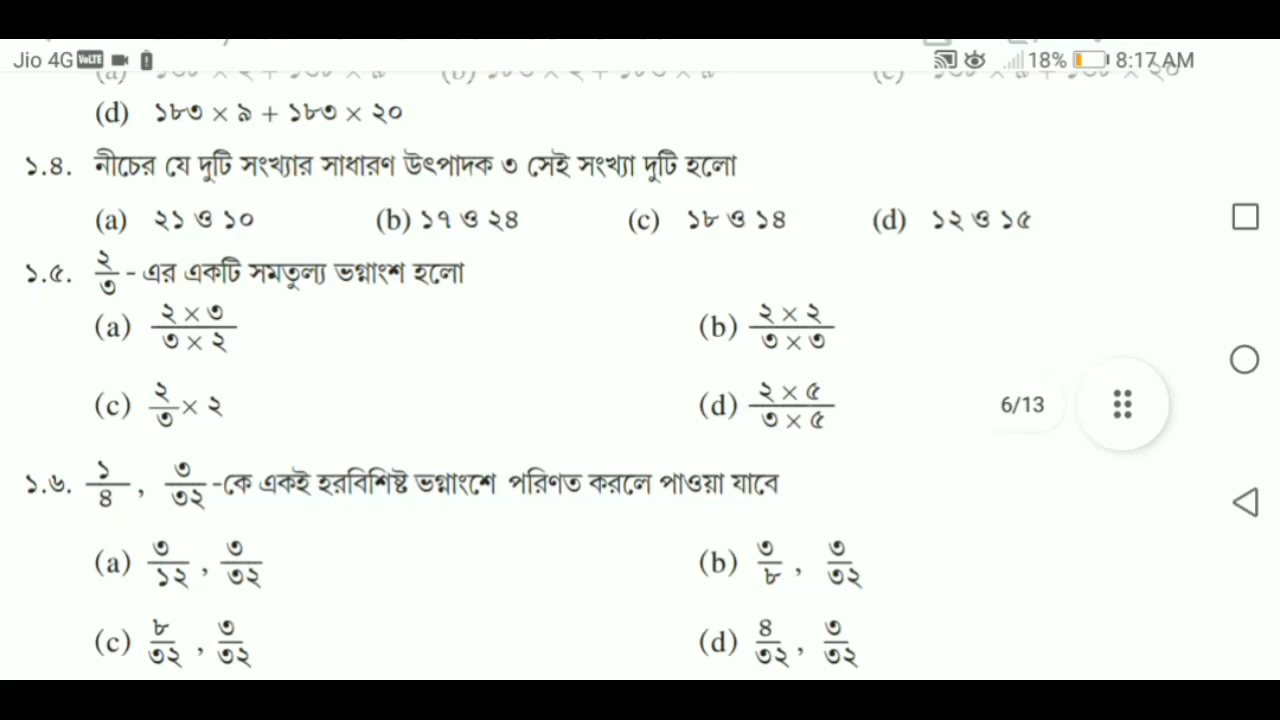 Jio 4G VoLTE 18% 8:17 AM
(d) ১৮৩ × ৯ + ১৮৩ × ২০
১.৪. নীচের যে দুটি সংখ্যার সাধারণ উৎপাদক ৩ সেই সংখ্যা দুটি হলো
(a) ২১ ও ১০ (b) ১৭ ও ২৪ (c) ১৮ ও ১৪ (d) ১২ ও ১৫
১.৫. ২/৩ - এর একটি সমতুল্য ভগ্নাংশ হলো
(a) ২ × ৩ / ৩ × ২ (b) ২ × ২ / ৩ × ৩
(c) ২/৩ × ২ (d) ২ × ৫ / ৩ × ৫
6/13
১.৬. ১/৪ , ৩/৩২ -কে একই হরবিশিষ্ট ভগ্নাংশে পরিণত করলে পাওয়া যাবে
(a) ৩/১২ , ৩/৩২ (b) ৩/৮ , ৩/৩২
(c) ৮/৩২ , ৩/৩২ (d) ৪/৩২ , ৩/৩২